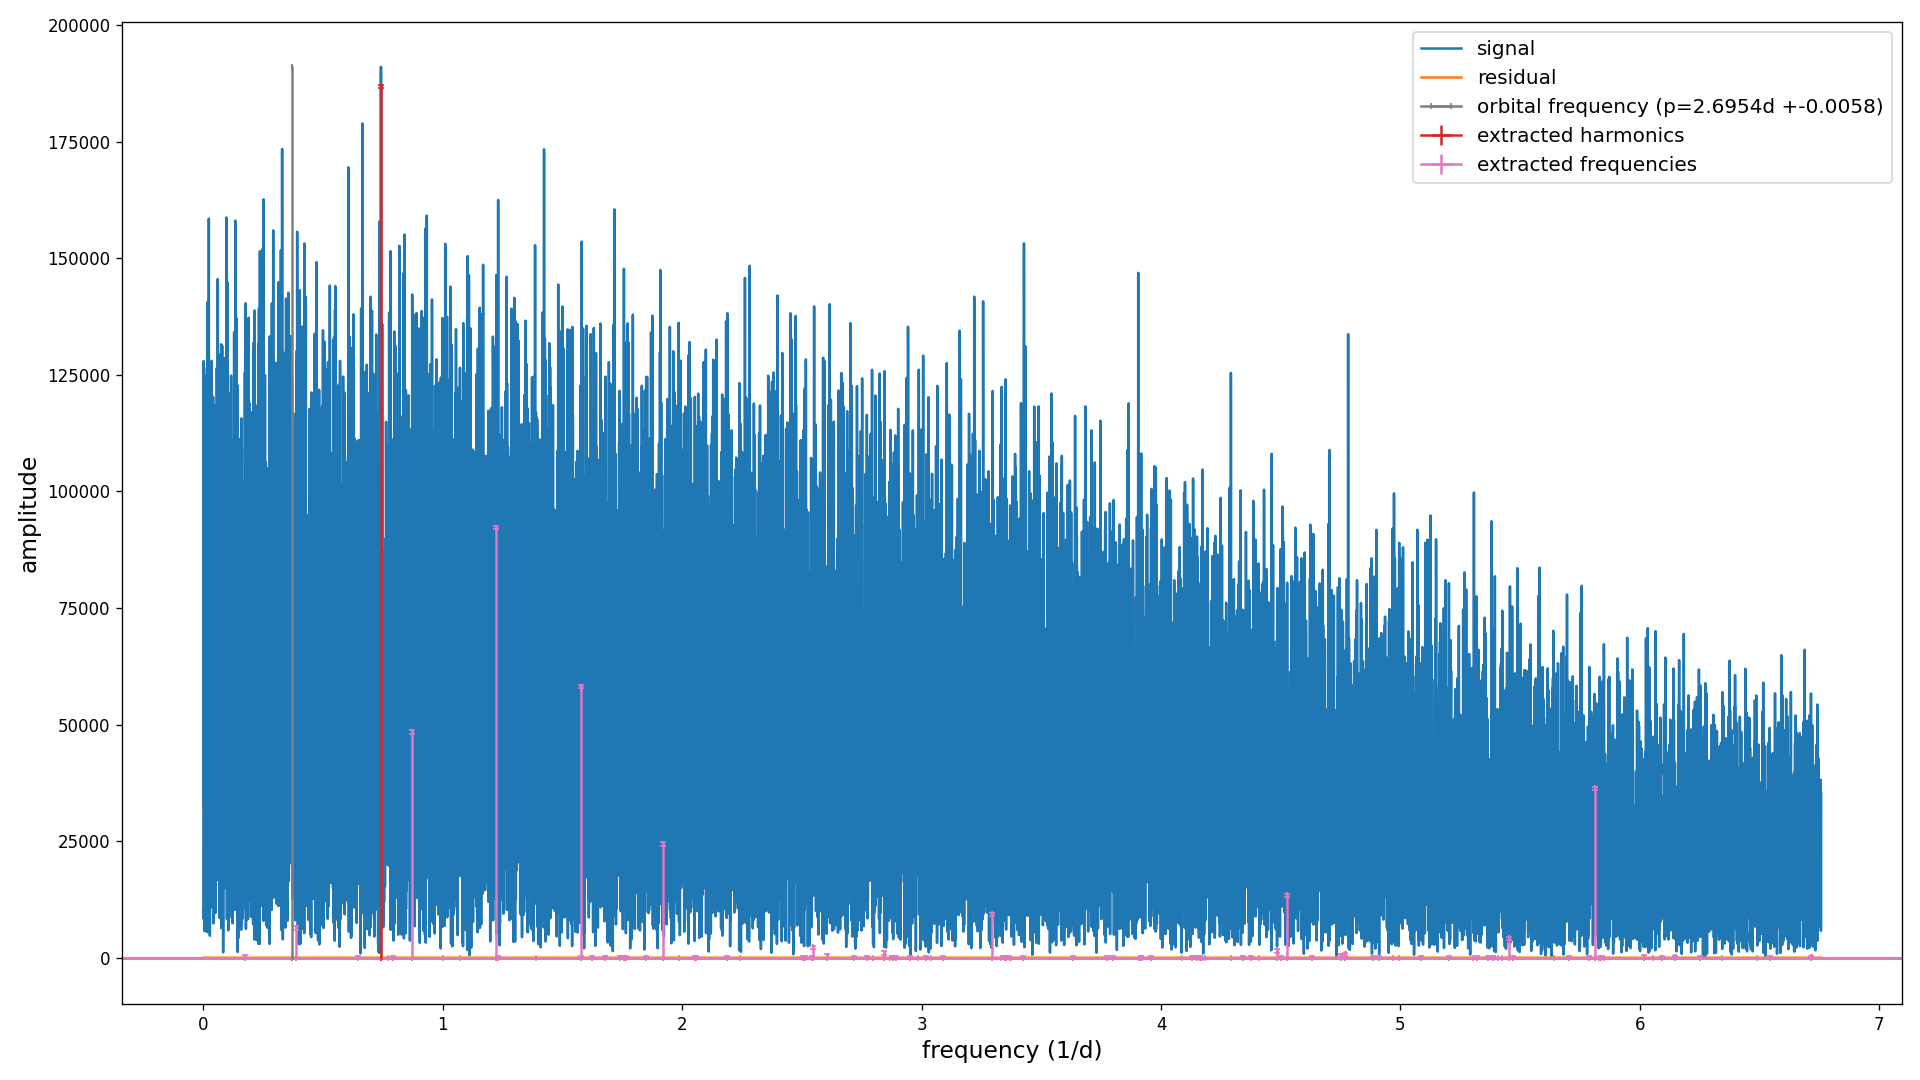 200000
175000
150000
125000
100000
75000
50000
25000
0
amplitude
signal
residual
orbital frequency (p=2.6954d +-0.0058)
extracted harmonics
extracted frequencies
0 1 2 3 4 5 6 7
frequency (1/d)